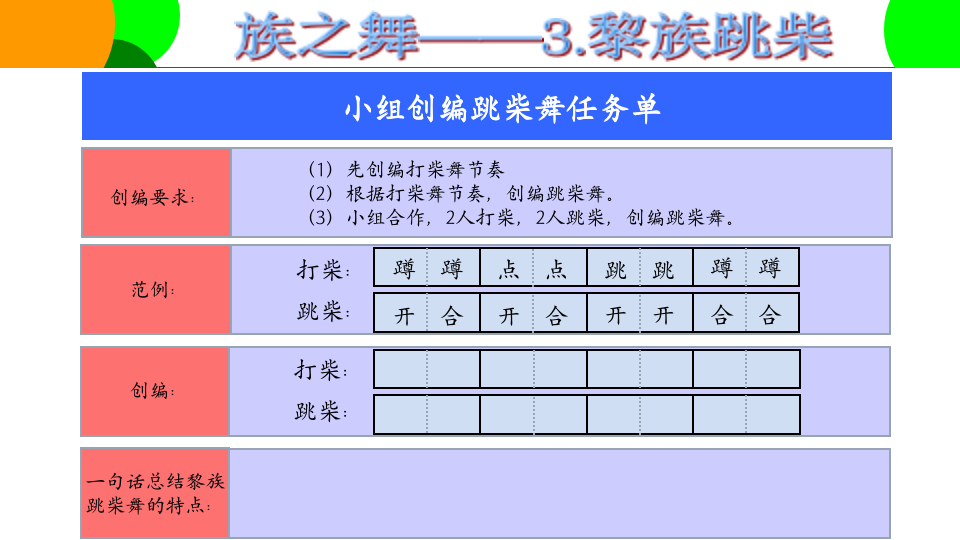 族之舞——3.黎族跳柴
小组创编跳柴舞任务单
创编要求：
（1）先创编打柴舞节奏
（2）根据打柴舞节奏，创编跳柴舞。
（3）小组合作，2人打柴，2人跳柴，创编跳柴舞。
范例：
打柴： 蹲 蹲 点 点 跳 跳 蹲 蹲
跳柴： 开 合 开 合 开 开 合 合
创编：
打柴：
跳柴：
一句话总结黎族
跳柴舞的特点：